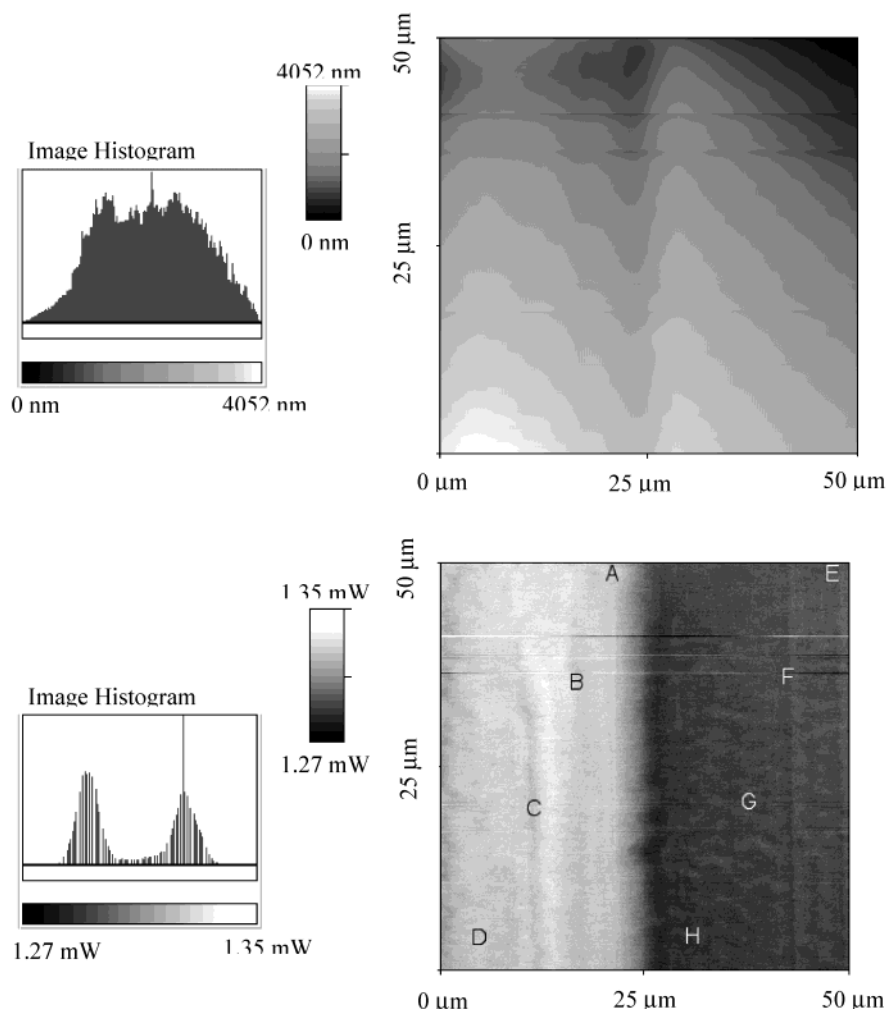 4052 nm
0 nm
Image Histogram
0 nm
4052 nm
50 µm
25 µm
0 µm
25 µm
50 µm
1.35 mW
1.27 mW
Image Histogram
1.27 mW
1.35 mW
50 µm
25 µm
A
E
B
F
C
G
D
H
0 µm
25 µm
50 µm